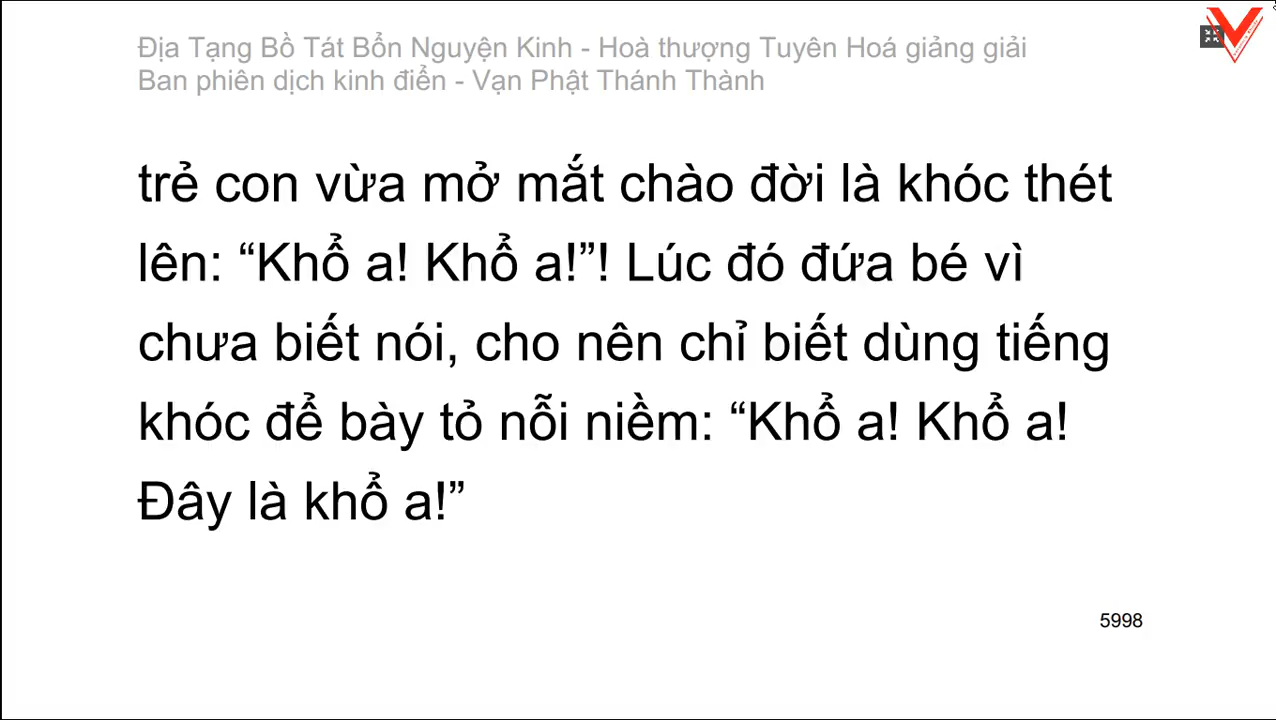 Địa Tạng Bồ Tát Bổn Nguyện Kinh - Hoà thượng Tuyên Hoá giảng giải
Ban phiên dịch kinh điển - Vạn Phật Thánh Thành
trẻ con vừa mở mắt chào đời là khóc thét
lên: “Khổ a! Khổ a!”! Lúc đó đứa bé vì
chưa biết nói, cho nên chỉ biết dùng tiếng
khóc để bày tỏ nỗi niềm: “Khổ a! Khổ a!
Đây là khổ a!”
5998